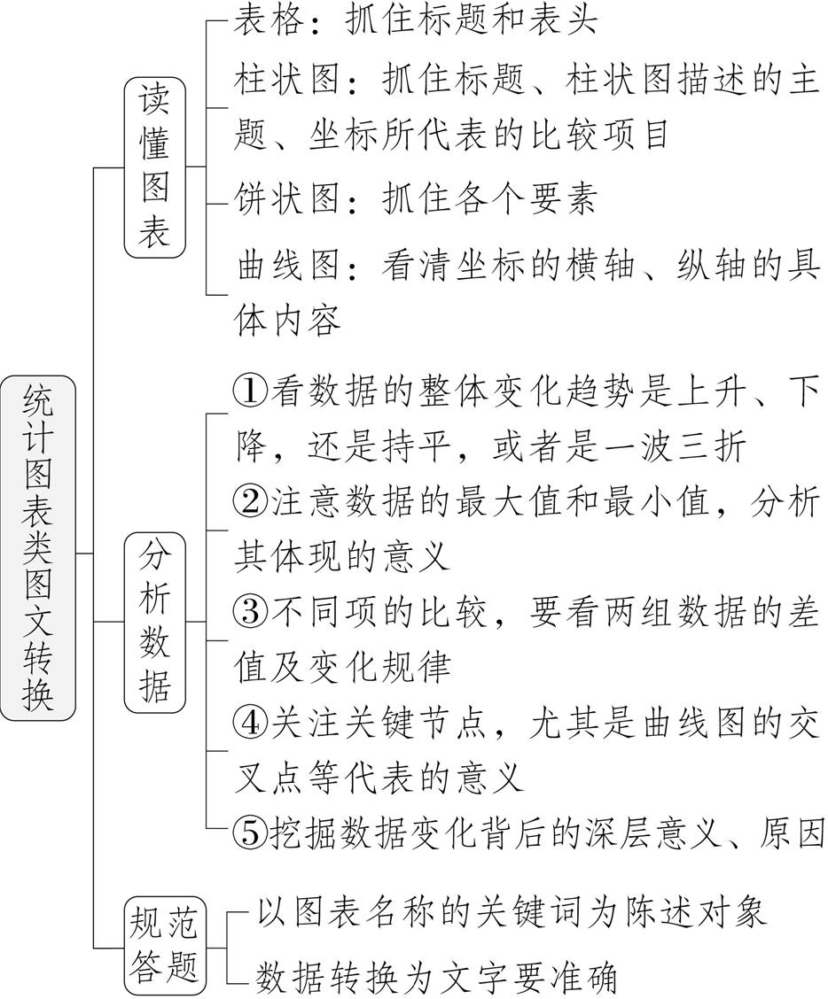 统计图表类图文转换
读懂图表
表格：抓住标题和表头
柱状图：抓住标题、柱状图描述的主
题、坐标所代表的比较项目
饼状图：抓住各个要素
曲线图：看清坐标的横轴、纵轴的具
体内容
分析数据
①看数据的整体变化趋势是上升、下
降，还是持平，或者是一波三折
②注意数据的最大值和最小值，分析
其体现的意义
③不同项的比较，要看两组数据的差
值及变化规律
④关注关键节点，尤其是曲线图的交
叉点等代表的意义
⑤挖掘数据变化背后的深层意义、原因
规范
答题
以图表名称的关键词为陈述对象
数据转换为文字要准确